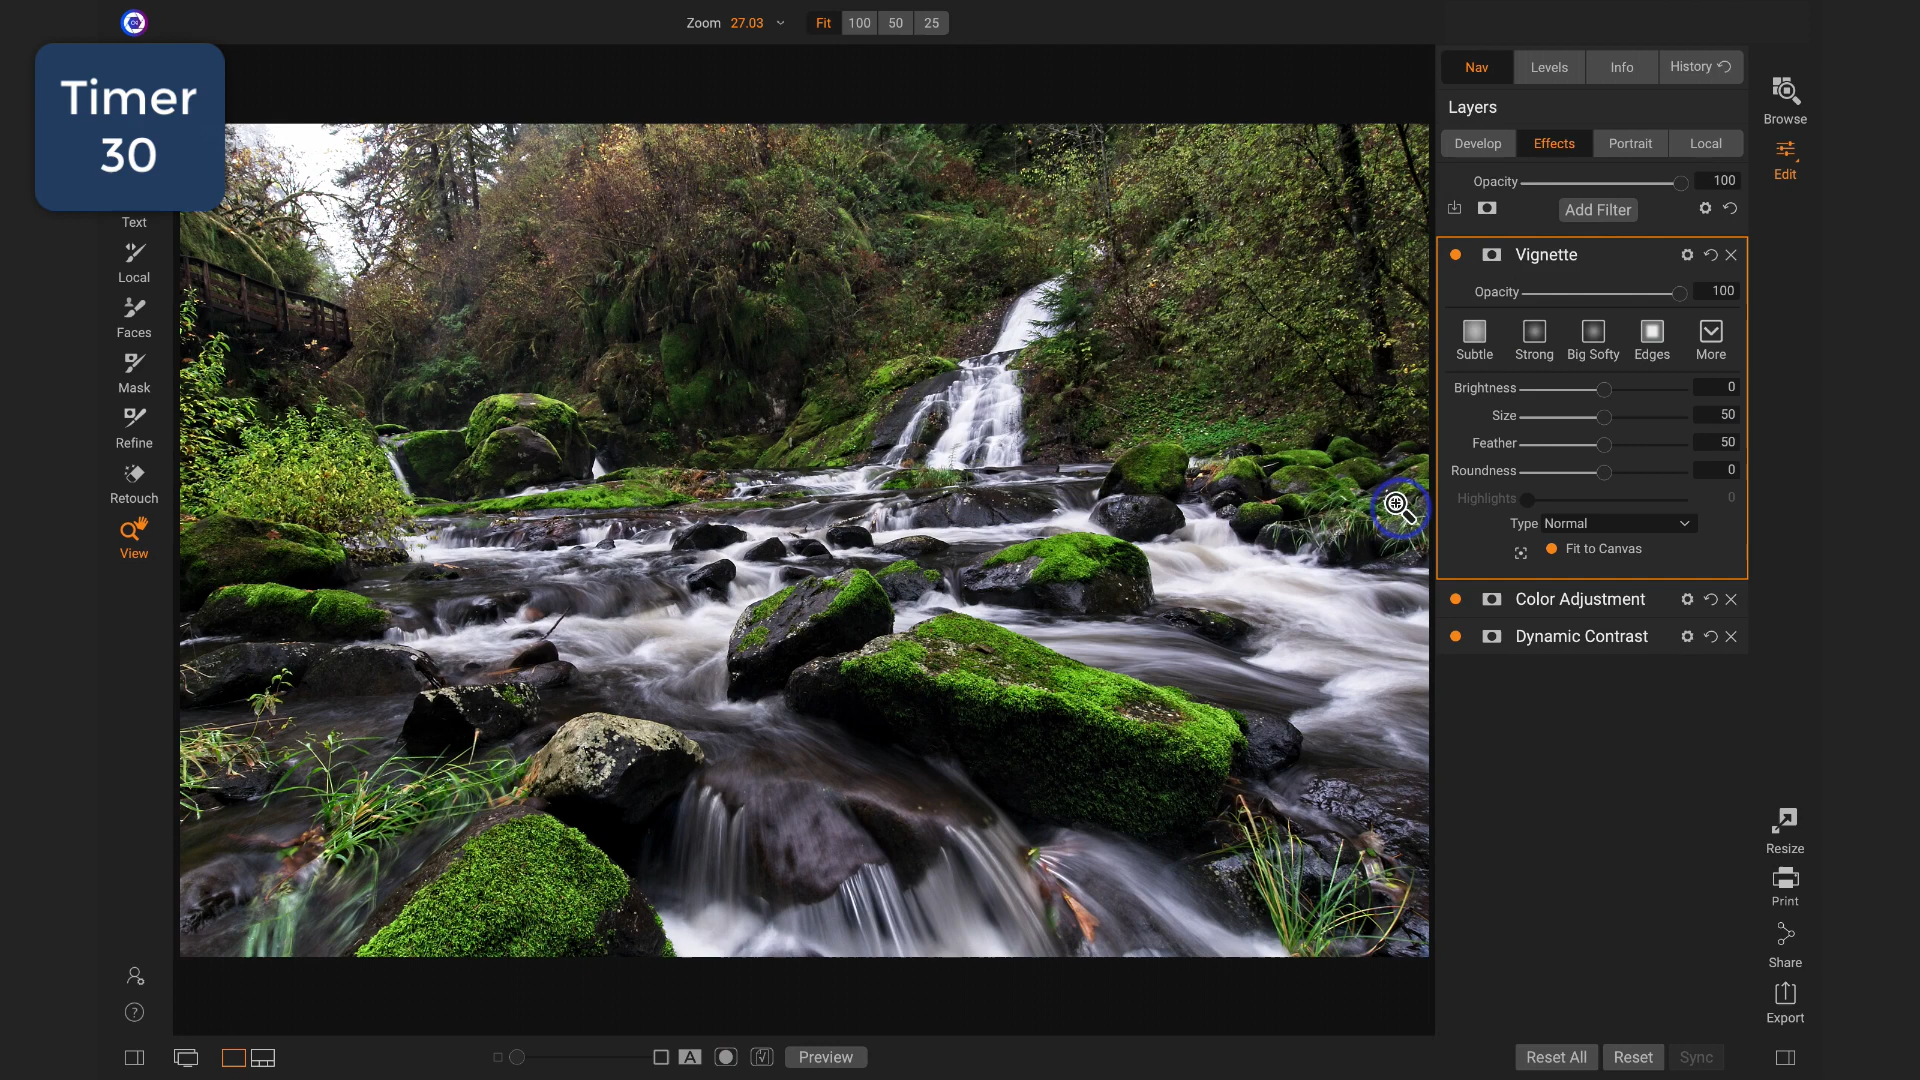 Zoom 27.03 Fit 100 50 25
Timer
30
Nav Levels Info History
Layers
Develop Effects Portrait Local
Opacity 100
Add Filter
Vignette
Opacity 100
Subtle Strong Big Softy Edges More
Brightness 0
Size 50
Feather 50
Roundness 0
Highlights 0
Type Normal
Fit to Canvas
Color Adjustment
Dynamic Contrast
Text
Local
Faces
Mask
Refine
Retouch
View
Browse
Edit
Resize
Print
Share
Export
?
A
Preview
Reset All Reset Sync